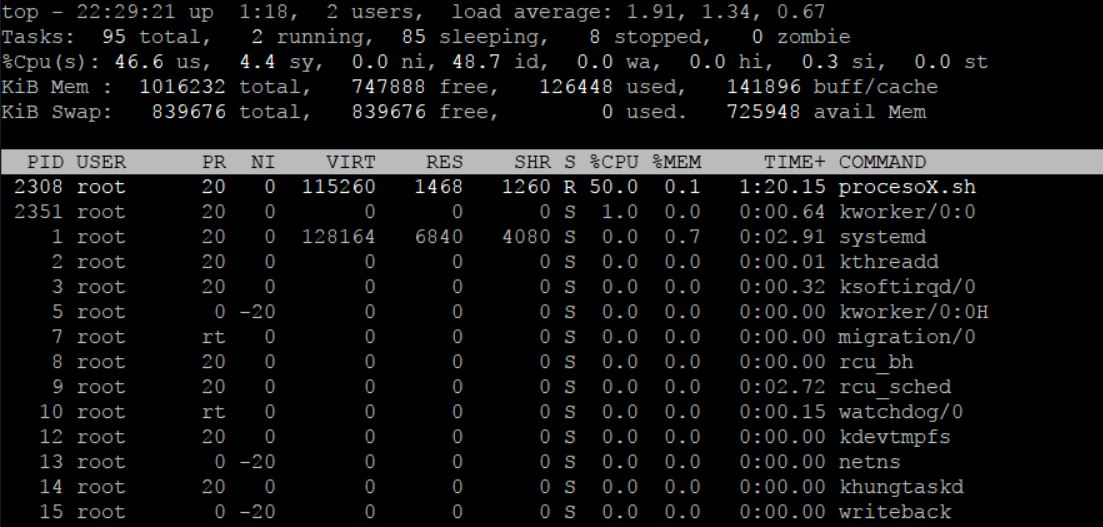 top - 22:29:21 up  1:18,  2 users,  load average: 1.91, 1.34, 0.67
Tasks:  95 total,   2 running,  85 sleeping,   8 stopped,   0 zombie
%Cpu(s): 46.6 us,  4.4 sy,  0.0 ni, 48.7 id,  0.0 wa,  0.0 hi,  0.3 si,  0.0 st
KiB Mem :  1016232 total,   747888 free,   126448 used,   141896 buff/cache
KiB Swap:   839676 total,   839676 free,        0 used.   725948 avail Mem
PID USER      PR  NI    VIRT    RES    SHR S %CPU %MEM     TIME+ COMMAND
2308 root      20   0  115260   1468   1260 R 50.0  0.1   1:20.15 procesoX.sh
2351 root      20   0       0      0      0 S  1.0  0.0   0:00.64 kworker/0:0
1 root      20   0  128164   6840   4080 S  0.0  0.7   0:02.91 systemd
2 root      20   0       0      0      0 S  0.0  0.0   0:00.01 kthreadd
3 root      20   0       0      0      0 S  0.0  0.0   0:00.32 ksoftirqd/0
5 root       0 -20       0      0      0 S  0.0  0.0   0:00.00 kworker/0:0H
7 root      rt   0       0      0      0 S  0.0  0.0   0:00.00 migration/0
8 root      20   0       0      0      0 S  0.0  0.0   0:00.00 rcu_bh
9 root      20   0       0      0      0 S  0.0  0.0   0:02.72 rcu_sched
10 root      rt   0       0      0      0 S  0.0  0.0   0:00.15 watchdog/0
12 root      20   0       0      0      0 S  0.0  0.0   0:00.00 kdevtmpfs
13 root       0 -20       0      0      0 S  0.0  0.0   0:00.00 netns
14 root      20   0       0      0      0 S  0.0  0.0   0:00.00 khungtaskd
15 root       0 -20       0      0      0 S  0.0  0.0   0:00.00 writeback